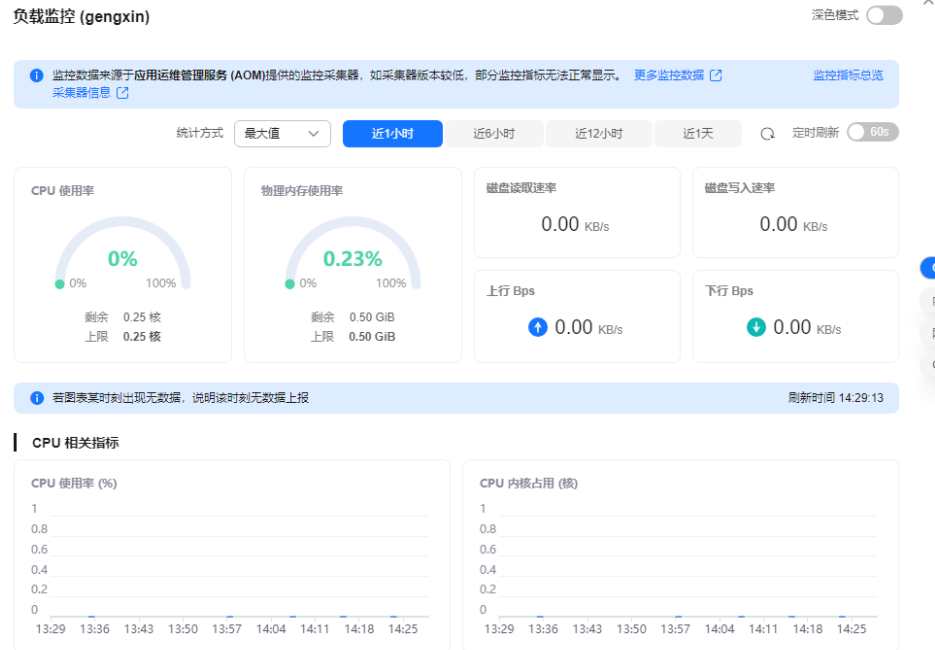 负载监控 (gengxin)
深色模式
监控数据来源于应用运维管理服务 (AOM)提供的监控采集器，如采集器版本较低，部分监控指标无法正常显示。 更多监控数据 监控指标总览
采集器信息
统计方式 最大值 近1小时 近6小时 近12小时 近1天 定时刷新 60s
CPU 使用率
0%
0% 100%
剩余 0.25 核
上限 0.25 核
物理内存使用率
0.23%
0% 100%
剩余 0.50 GiB
上限 0.50 GiB
磁盘读取速率
0.00 KB/s
磁盘写入速率
0.00 KB/s
上行 Bps
0.00 KB/s
下行 Bps
0.00 KB/s
若图表某时刻出现无数据，说明该时刻无数据上报 刷新时间 14:29:13
CPU 相关指标
CPU 使用率 (%)
1
0.8
0.6
0.4
0.2
0
13:29 13:36 13:43 13:50 13:57 14:04 14:11 14:18 14:25
CPU 内核占用 (核)
1
0.8
0.6
0.4
0.2
0
13:29 13:36 13:43 13:50 13:57 14:04 14:11 14:18 14:25